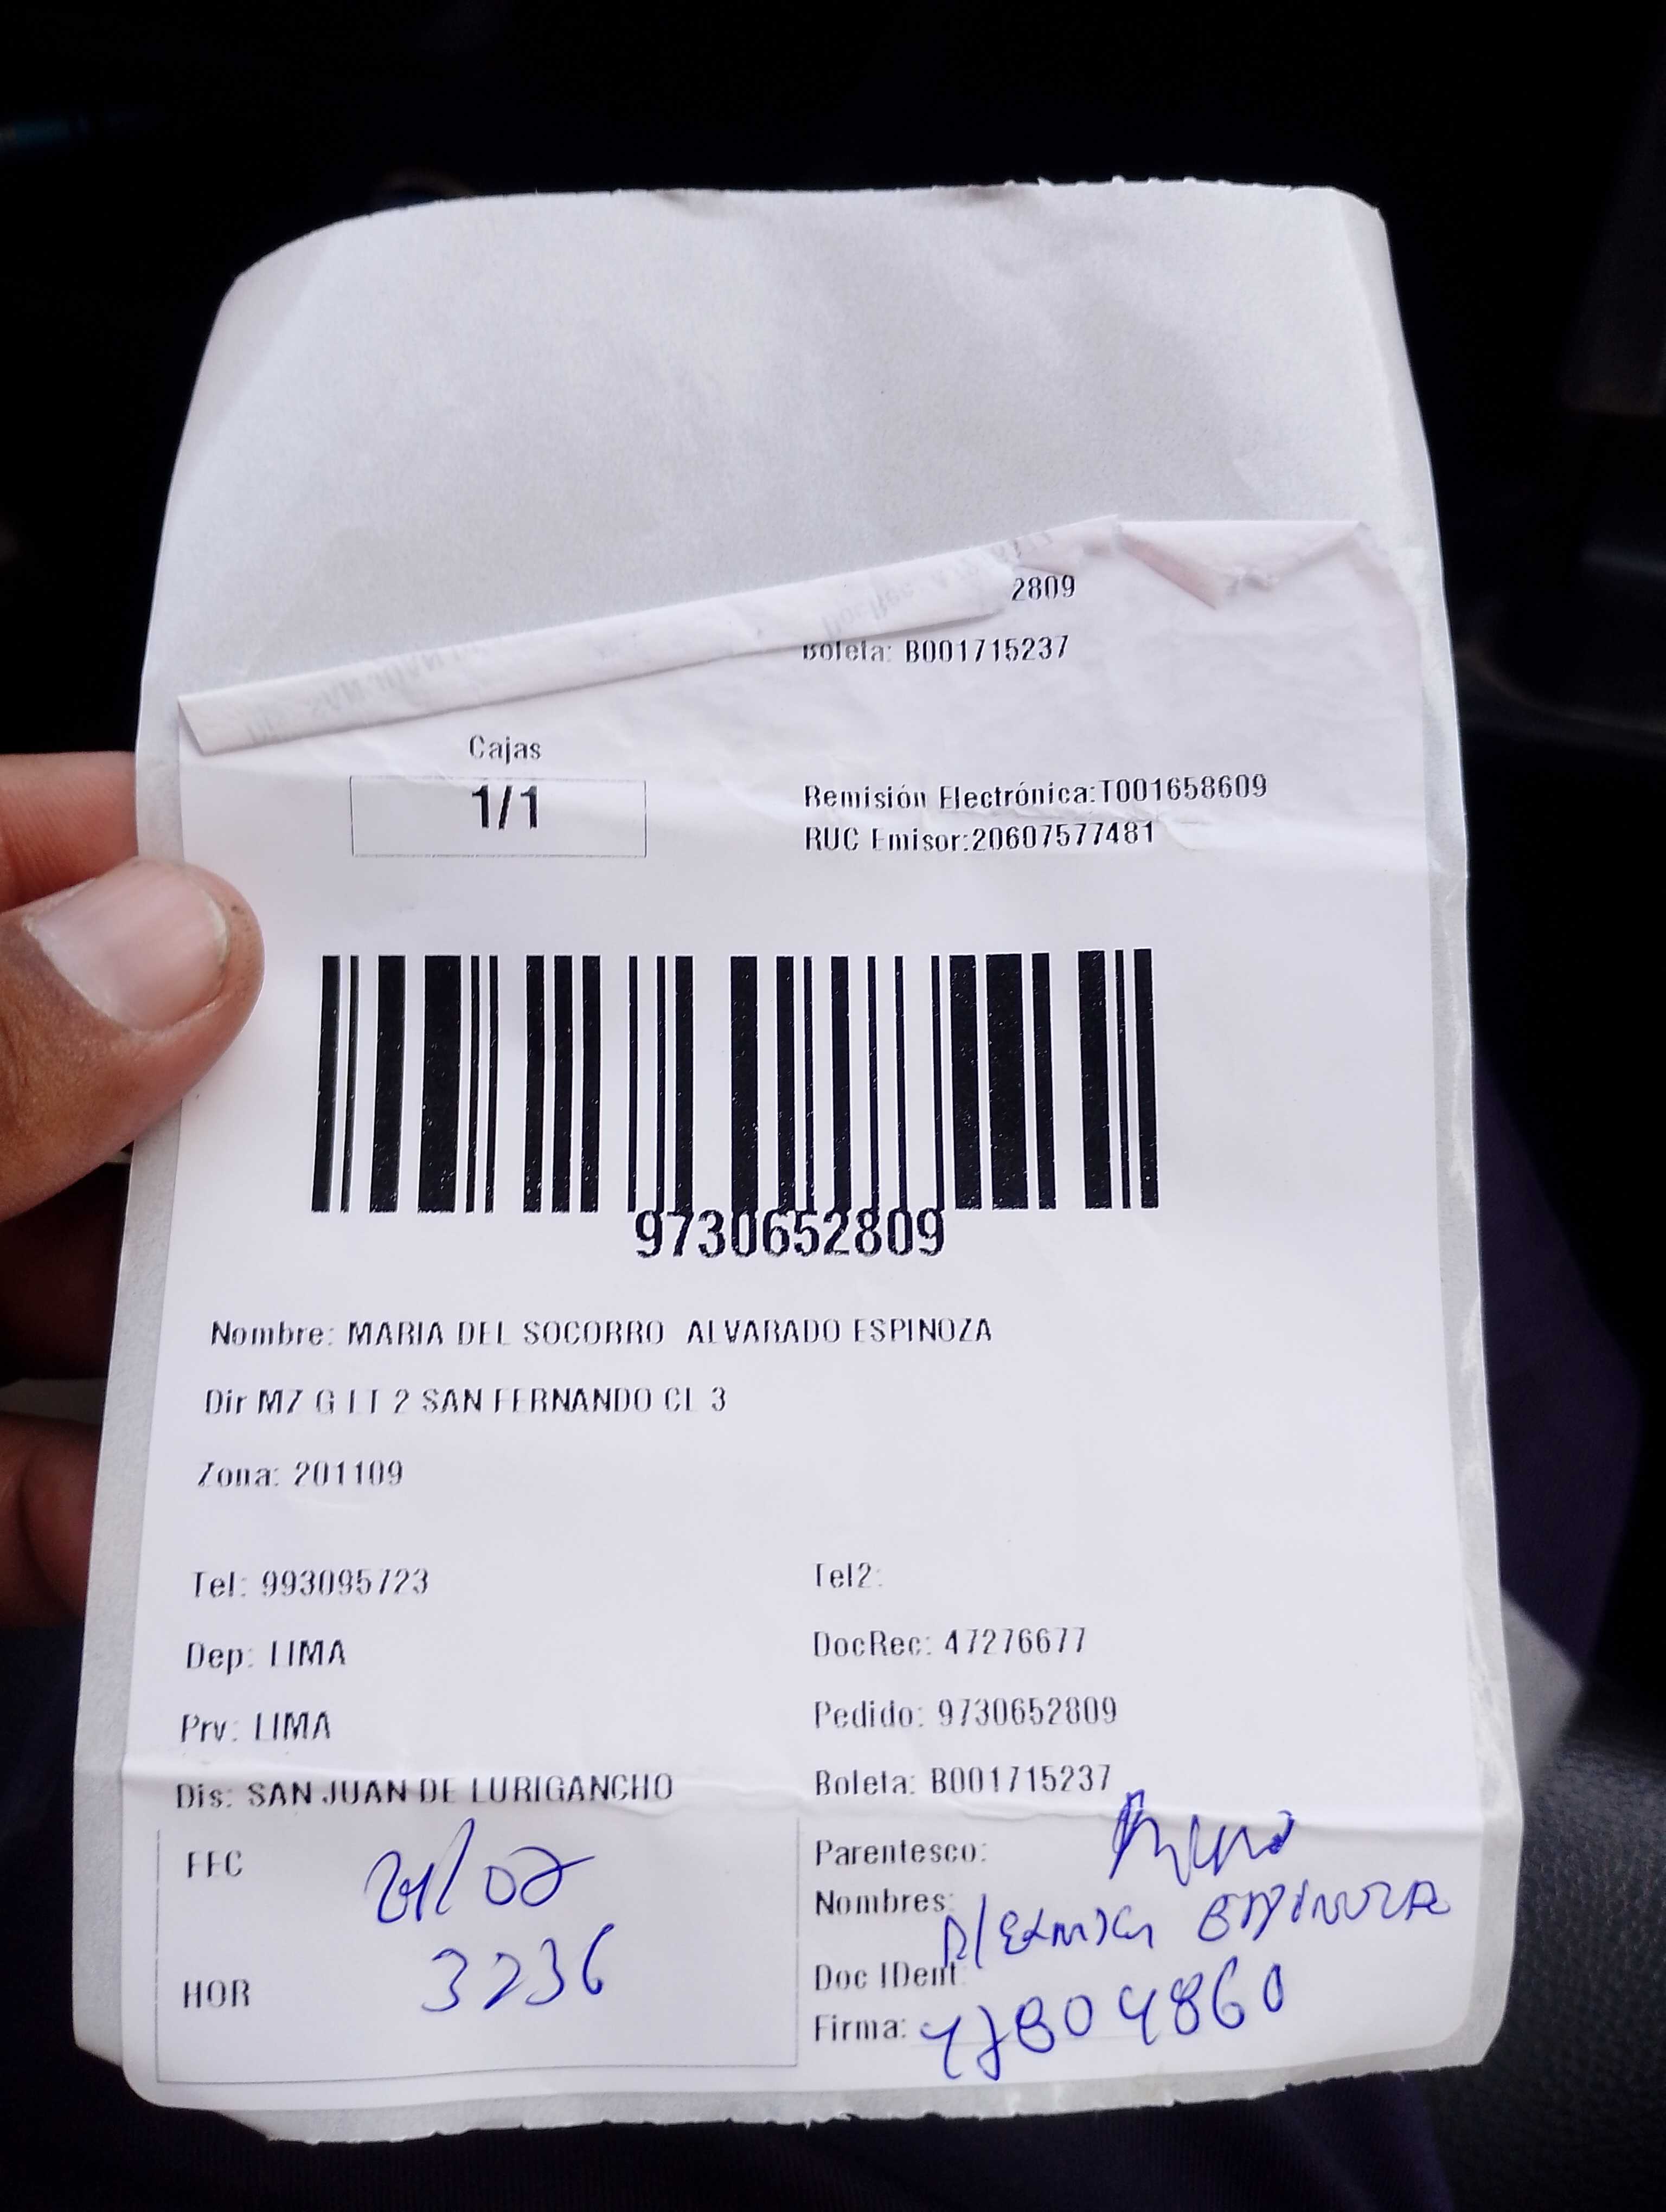 2809
Boleta: B001715237
Cajas
1/1
Remisión Electrónica:T001658609
RUC Emisor:20607577481
9730652809
Nombre: MARIA DEL SOCORRO ALVARADO ESPINOZA
Dir MZ G LT 2 SAN FERNANDO CL 3
Zona: 201109
Tel: 993095723
Tel2:
Dep: LIMA
DocRec: 47276677
Prv: LIMA
Pedido: 9730652809
Dis: SAN JUAN DE LURIGANCHO
Boleta: B001715237
FEC
Parentesco:
Nombres: ESPINOZA
HOR 3236
Doc IDent:
Firma: 47804860